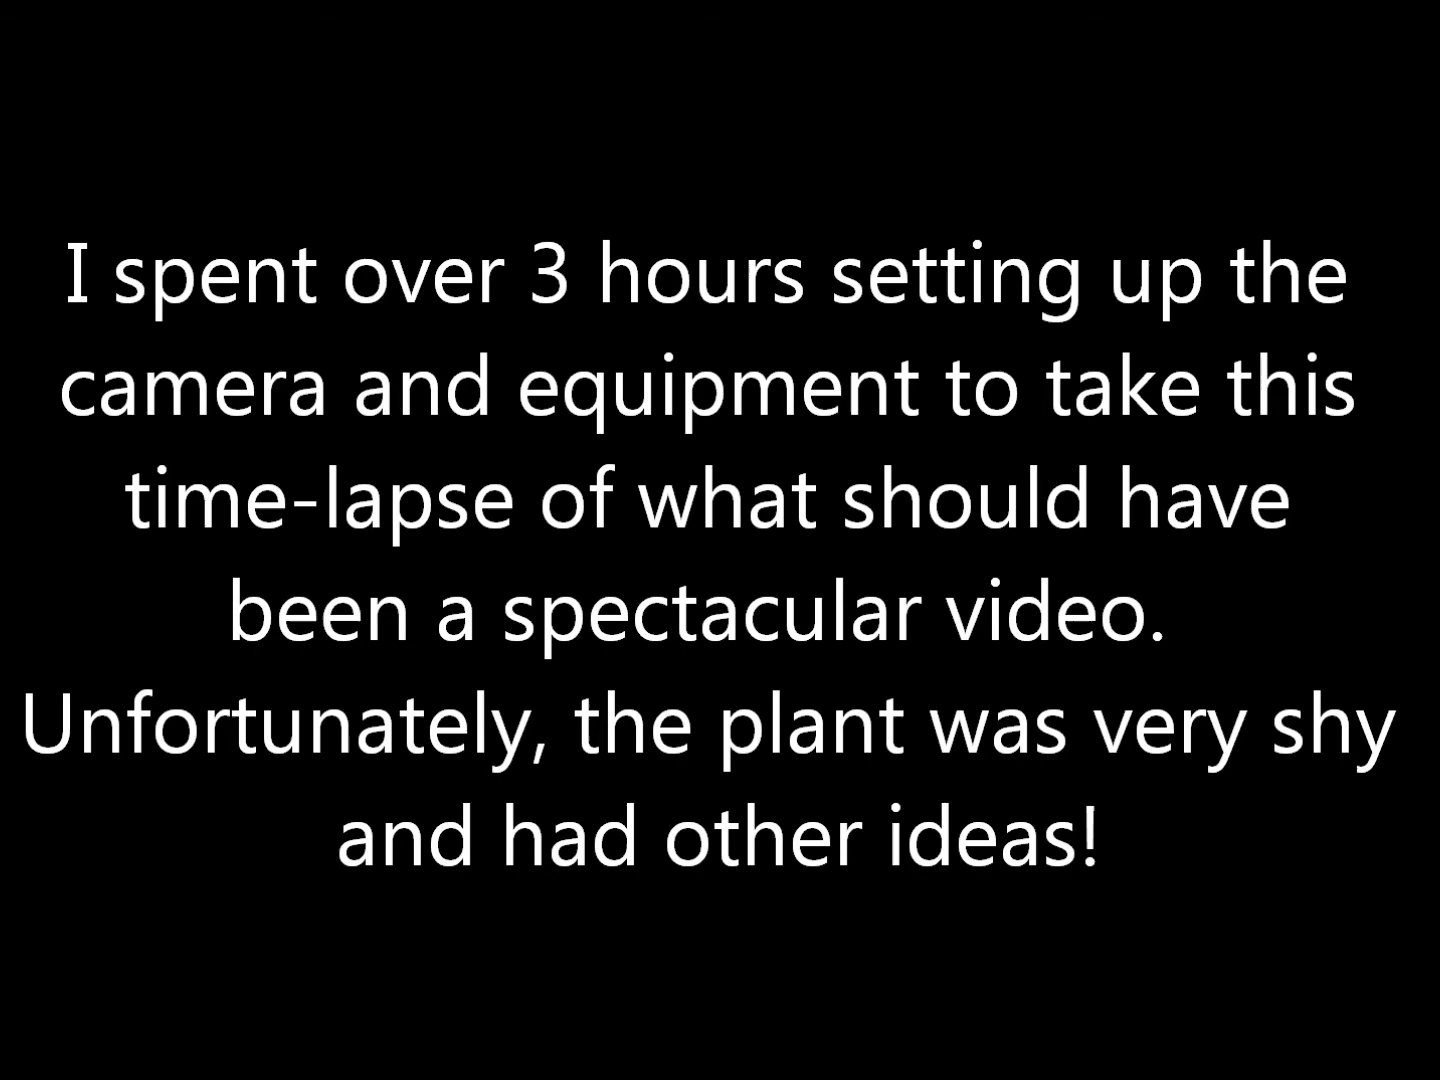 I spent over 3 hours setting up the
camera and equipment to take this
time-lapse of what should have
been a spectacular video.
Unfortunately, the plant was very shy
and had other ideas!